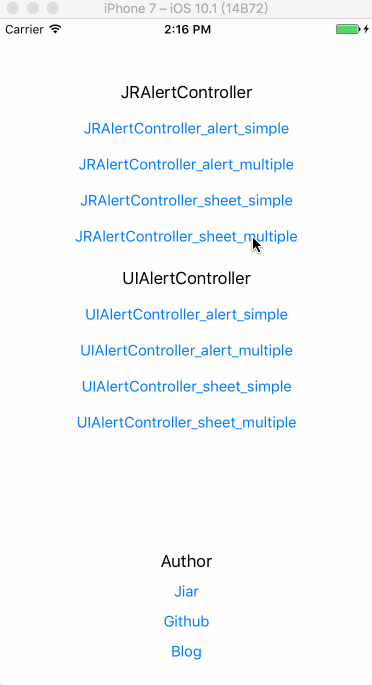 iPhone 7 – iOS 10.1 (14B72)
Carrier 2:16 PM
JRAlertController
JRAlertController_alert_simple
JRAlertController_alert_multiple
JRAlertController_sheet_simple
JRAlertController_sheet_multiple
UIAlertController
UIAlertController_alert_simple
UIAlertController_alert_multiple
UIAlertController_sheet_simple
UIAlertController_sheet_multiple
Author
Jiar
Github
Blog